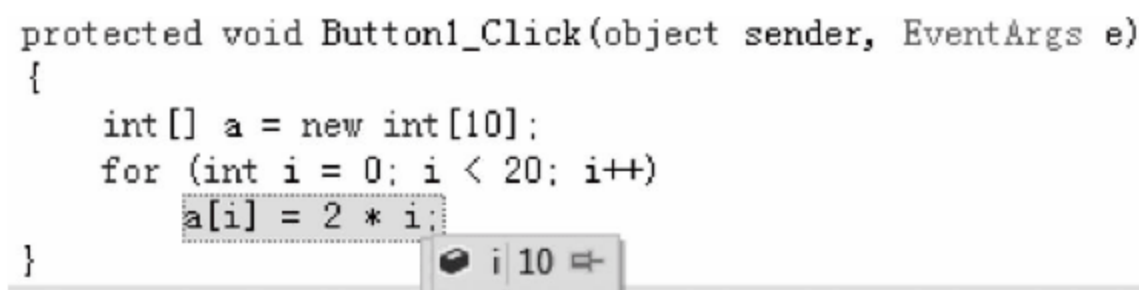 protected void Button1_Click(object sender, EventArgs e)
{
    int[] a = new int[10];
    for (int i = 0; i < 20; i++)
        a[i] = 2 * i;
}
i 10